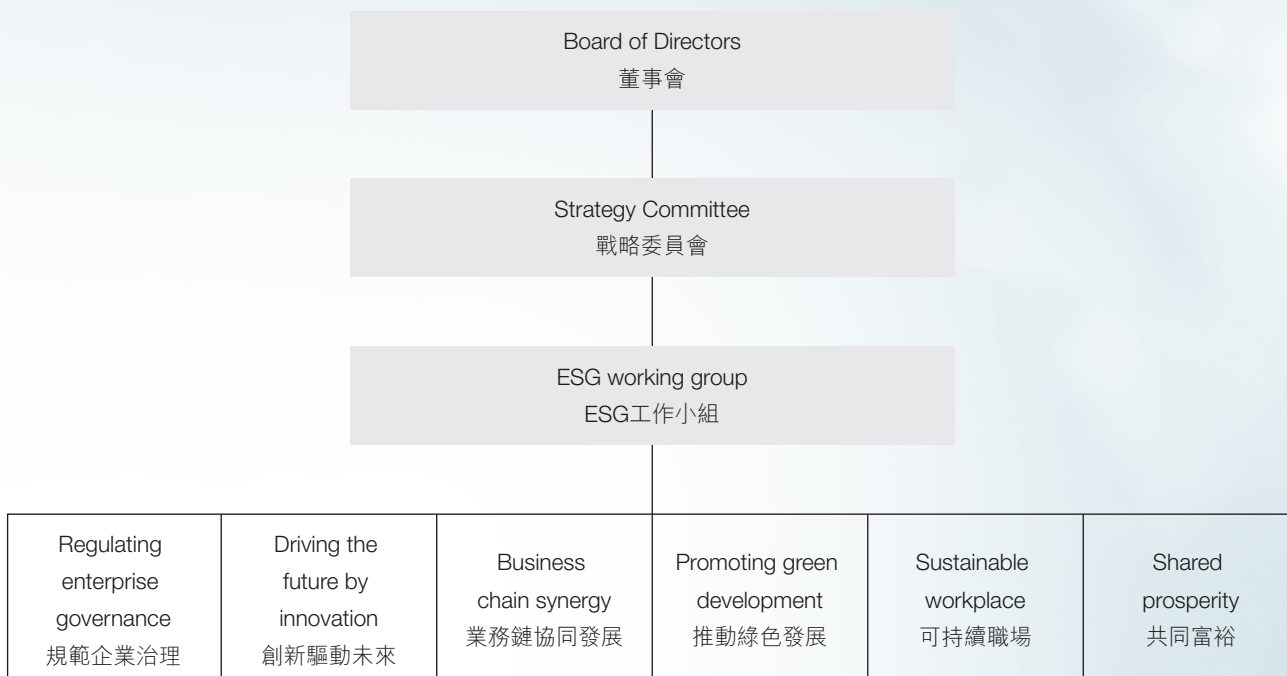 Board of Directors
董事會
Strategy Committee
戰略委員會
ESG working group
ESG工作小組
Regulating
enterprise
governance
規範企業治理
Driving the
future by
innovation
創新驅動未來
Business
chain synergy
業務鏈協同發展
Promoting green
development
推動綠色發展
Sustainable
workplace
可持續職場
Shared
prosperity
共同富裕